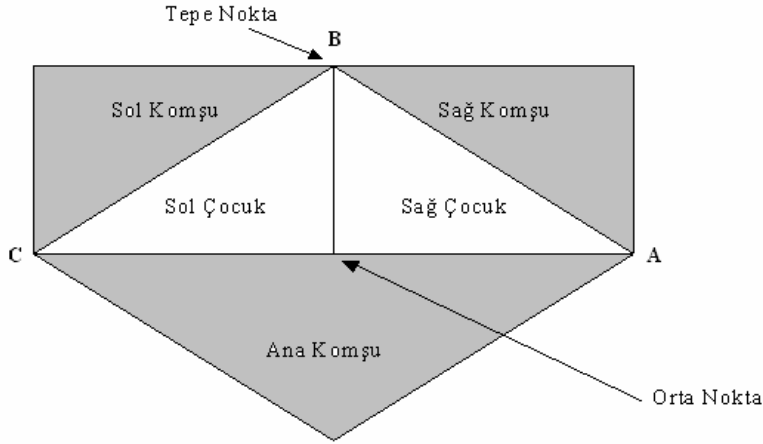 Tepe Nokta
B
Sol Komşu
Sağ Komşu
Sol Çocuk
Sağ Çocuk
C
A
Ana Komşu
Orta Nokta